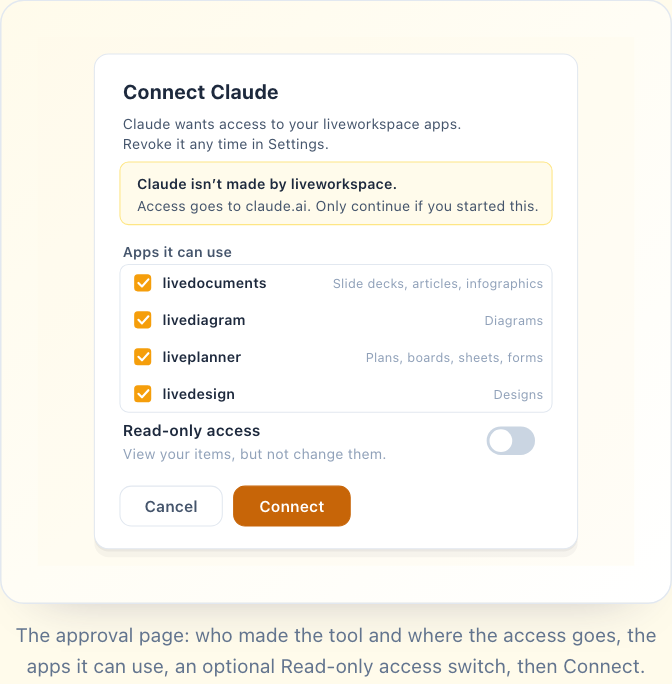 Connect Claude
Claude wants access to your liveworkspace apps.
Revoke it any time in Settings.
Claude isn’t made by liveworkspace.
Access goes to claude.ai. Only continue if you started this.
Apps it can use
livedocuments Slide decks, articles, infographics
livediagram Diagrams
liveplanner Plans, boards, sheets, forms
livedesign Designs
Read-only access
View your items, but not change them.
Cancel Connect
The approval page: who made the tool and where the access goes, the
apps it can use, an optional Read-only access switch, then Connect.